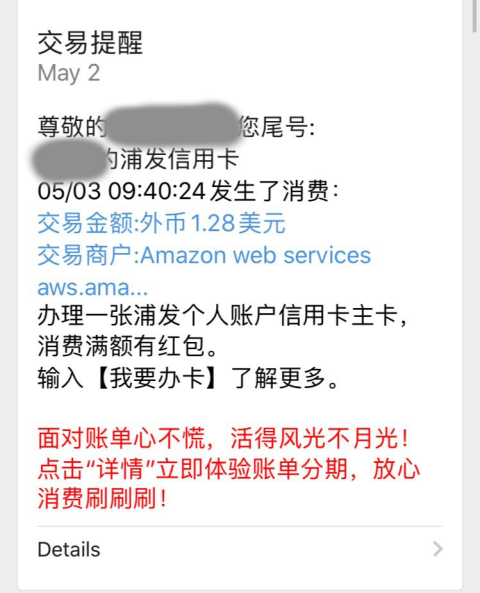 交易提醒
May 2
尊敬的您尾号:
的浦发信用卡
05/03 09:40:24发生了消费：
交易金额:外币1.28美元
交易商户:Amazon web services
aws.ama...
办理一张浦发个人账户信用卡主卡，
消费满额有红包。
输入【我要办卡】了解更多。
面对账单心不慌，活得风光不月光！
点击“详情”立即体验账单分期，放心
消费刷刷刷！
Details